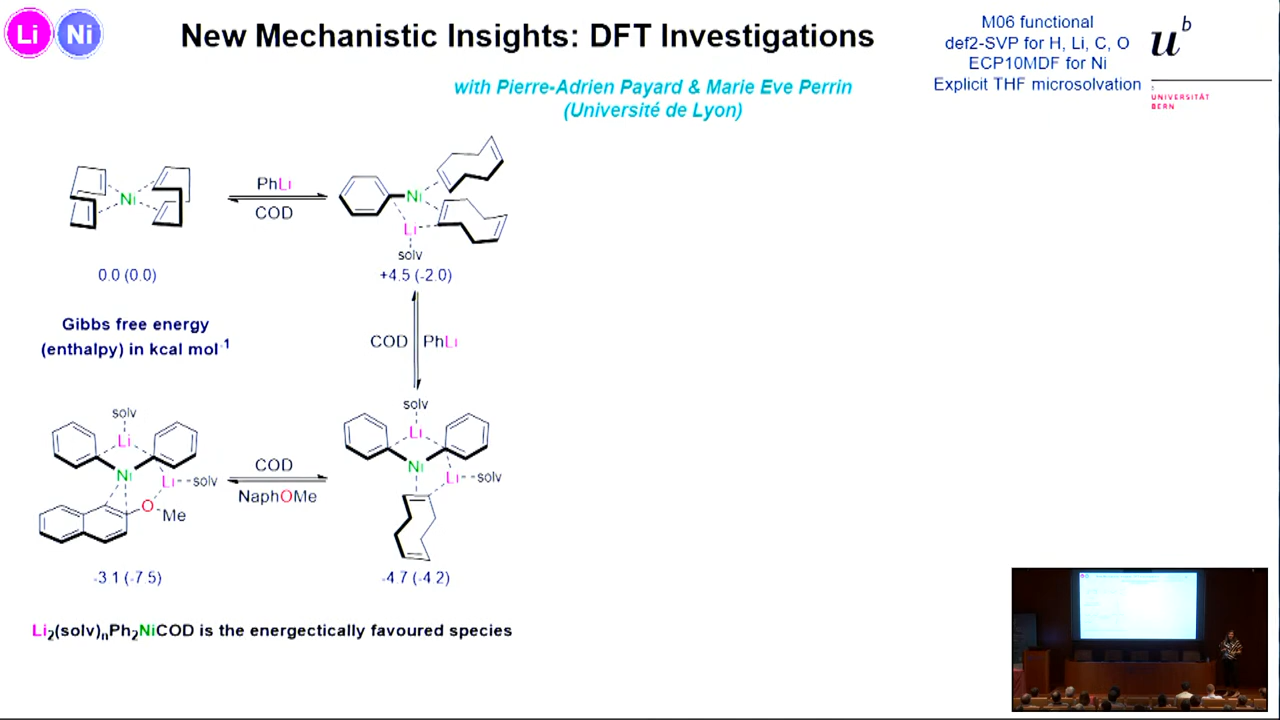 Li Ni
New Mechanistic Insights: DFT Investigations
with Pierre-Adrien Payard & Marie Eve Perrin
(Université de Lyon)
M06 functional
def2-SVP for H, Li, C, O
ECP10MDF for Ni
Explicit THF microsolvation
u b
UNIVERSITÄT
BERN
Ni
PhLi
COD
Ni
Li
solv
0.0 (0.0)
+4.5 (-2.0)
Gibbs free energy
(enthalpy) in kcal mol-1
COD PhLi
solv
Li
Ni
Li--solv
O
Me
COD
NaphOMe
solv
Li
Ni
Li--solv
-3 1 (-7 5)
-4 7 (-4 2)
Li2(solv)nPh2NiCOD is the energectically favoured species